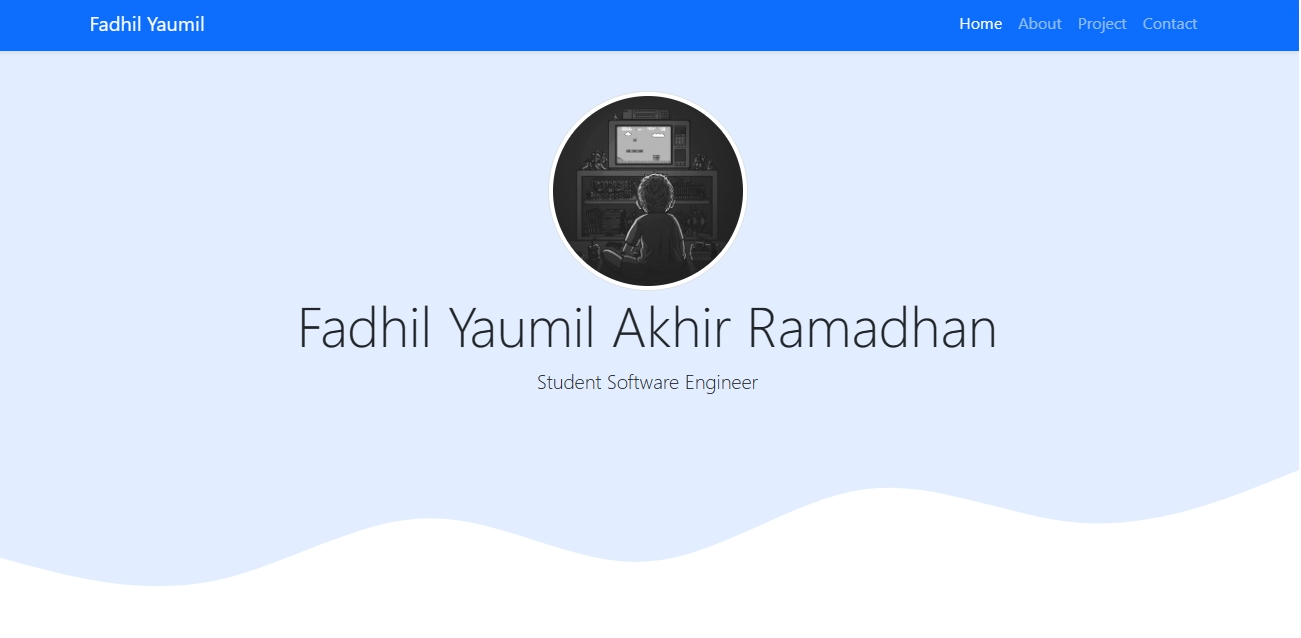 Fadhil Yaumil
Home About Project Contact
Fadhil Yaumil Akhir Ramadhan
Student Software Engineer